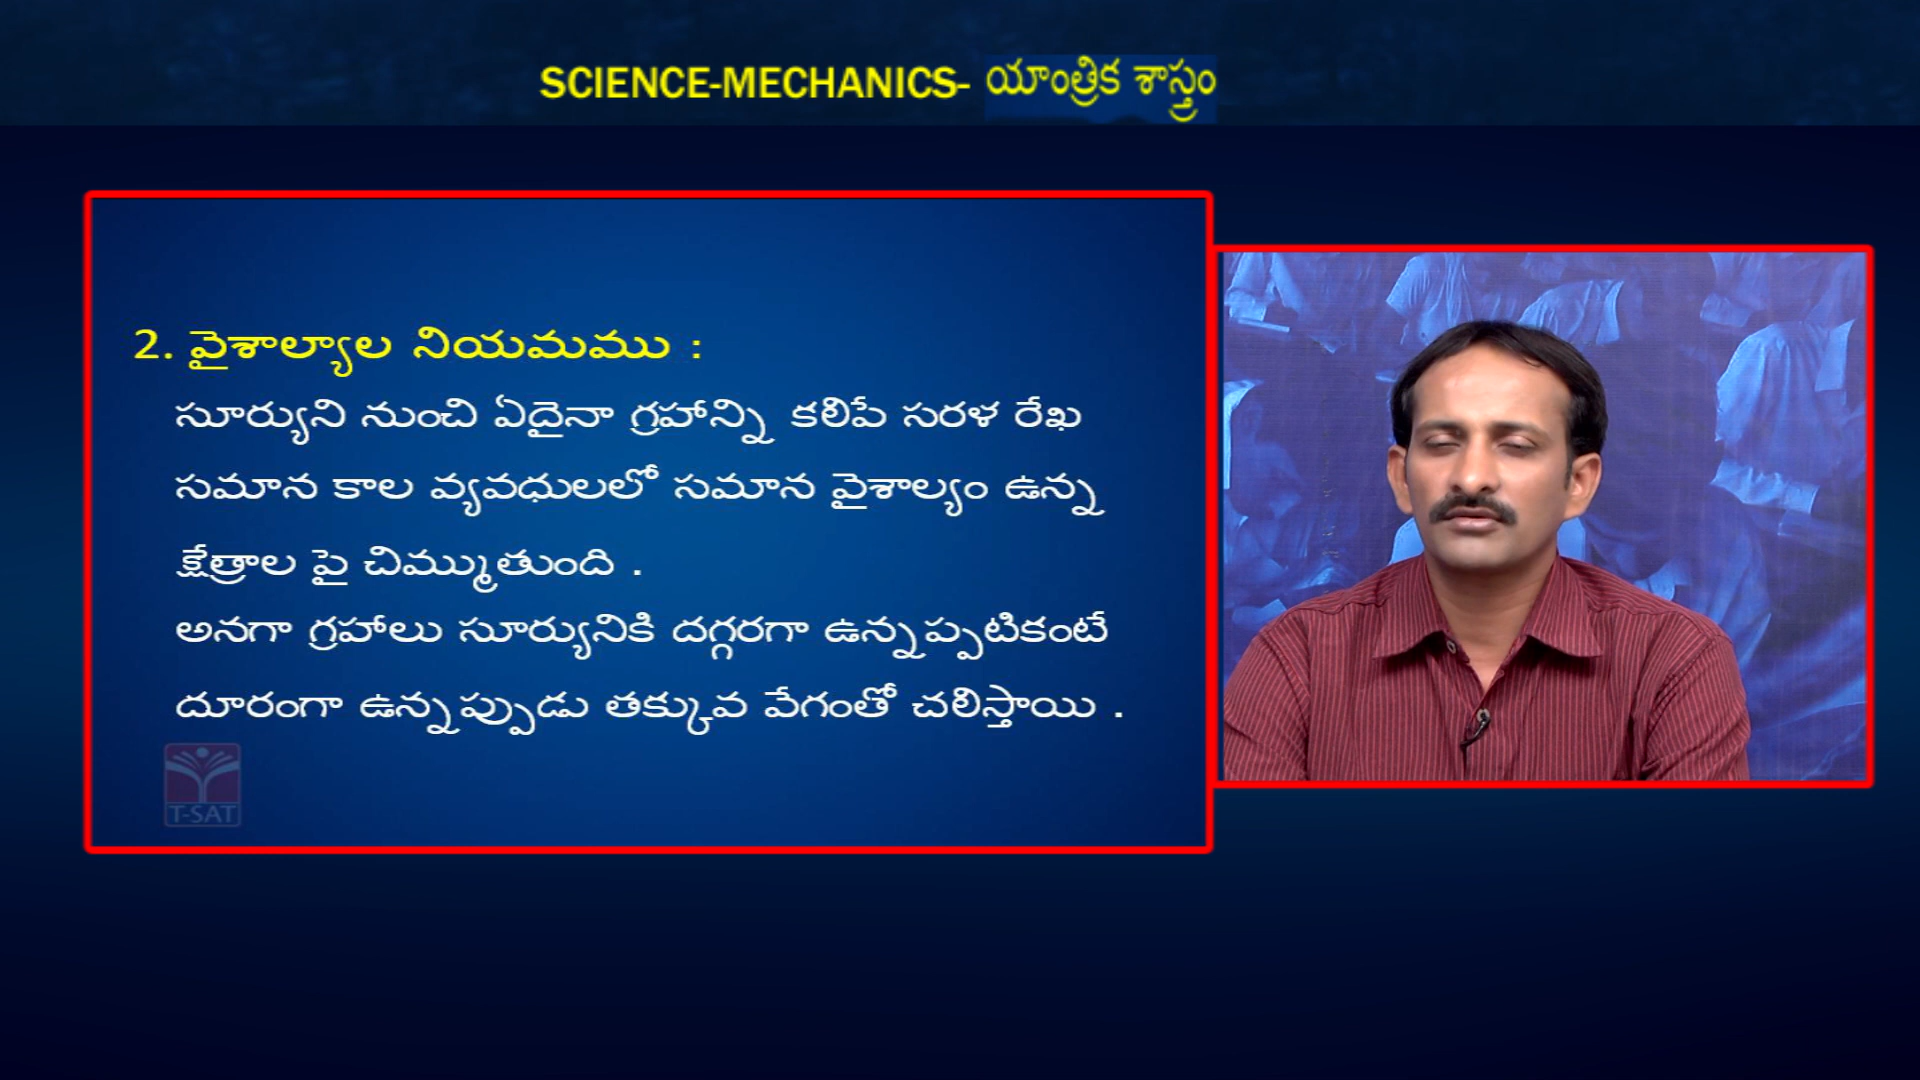 SCIENCE-MECHANICS- యాంత్రిక శాస్త్రం
2. వైశాల్యాల నియమము :
సూర్యుని నుంచి ఏదైనా గ్రహాన్ని కలిపే సరళ రేఖ
సమాన కాల వ్యవధులలో సమాన వైశాల్యం ఉన్న
క్షేత్రాల పై చిమ్ముతుంది .
అనగా గ్రహాలు సూర్యునికి దగ్గరగా ఉన్నప్పటికంటే
దూరంగా ఉన్నప్పుడు తక్కువ వేగంతో చలిస్తాయి .
T-SAT